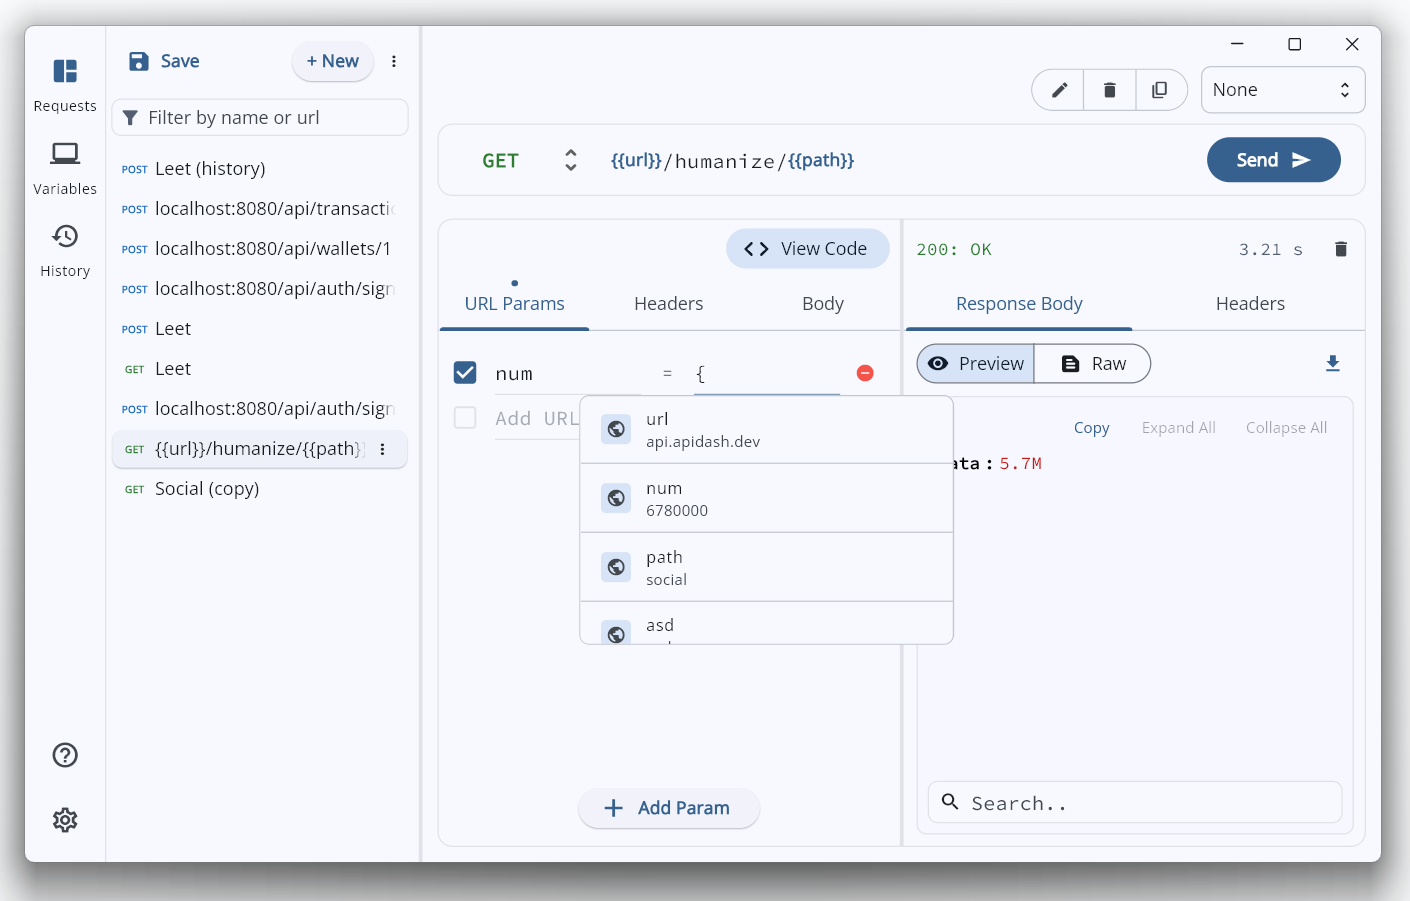 Requests
Variables
History
Save
+ New
Filter by name or url
POST Leet (history)
POST localhost:8080/api/transacti
POST localhost:8080/api/wallets/1
POST localhost:8080/api/auth/sign
POST Leet
GET Leet
POST localhost:8080/api/auth/sign
GET {{url}}/humanize/{{path}}
GET Social (copy)
None
GET {{url}}/humanize/{{path}} Send
View Code
URL Params Headers Body
num = {
Add URL
url
api.apidash.dev
num
6780000
path
social
asd
Add Param
200: OK 3.21 s
Response Body Headers
Preview Raw
Copy Expand All Collapse All
ata : 5.7M
Search..